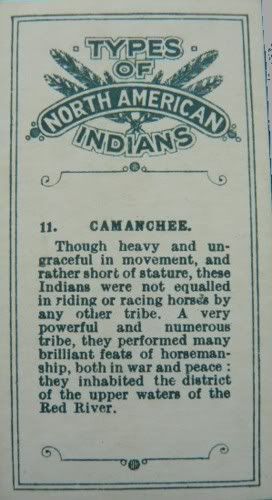 TYPES
OF
NORTH AMERICAN
INDIANS
11. CAMANCHEE.
Though heavy and un-
graceful in movement, and
rather short of stature, these
Indians were not equalled
in riding or racing horses by
any other tribe. A very
powerful and numerous
tribe, they performed many
brilliant feats of horseman-
ship, both in war and peace :
they inhabited the district
of the upper waters of the
Red River.